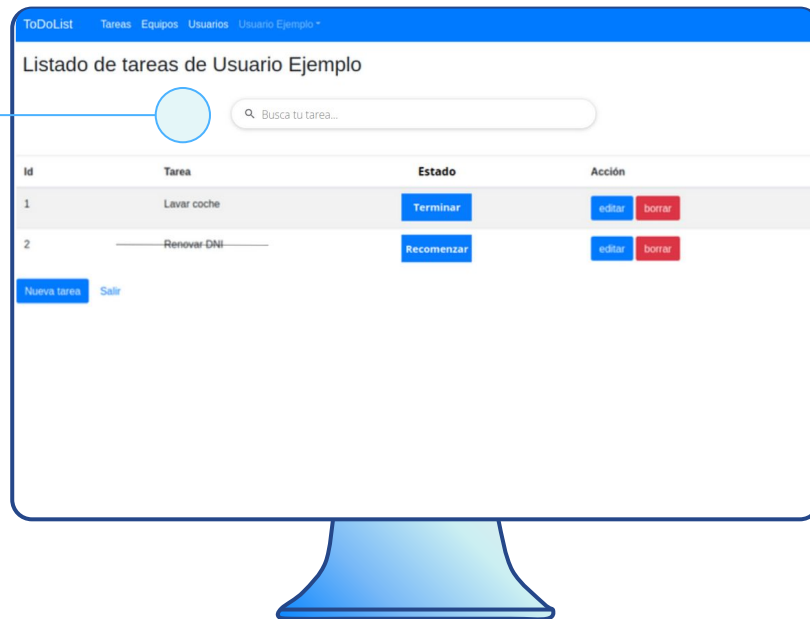 ToDoList Tareas Equipos Usuarios Usuario Ejemplo
Listado de tareas de Usuario Ejemplo
Busca tu tarea...
Id Tarea Estado Acción
1 Lavar coche Terminar editar borrar
2 Renovar DNI Recomenzar editar borrar
Nueva tarea Salir